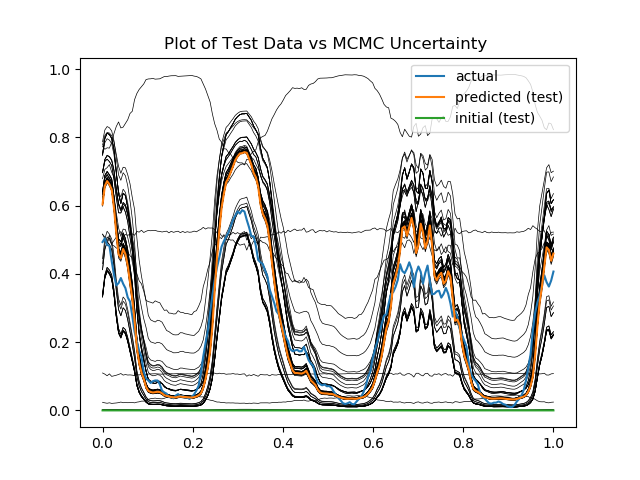 Plot of Test Data vs MCMC Uncertainty
actual
predicted (test)
initial (test)
1.0
0.8
0.6
0.4
0.2
0.0
0.0 0.2 0.4 0.6 0.8 1.0